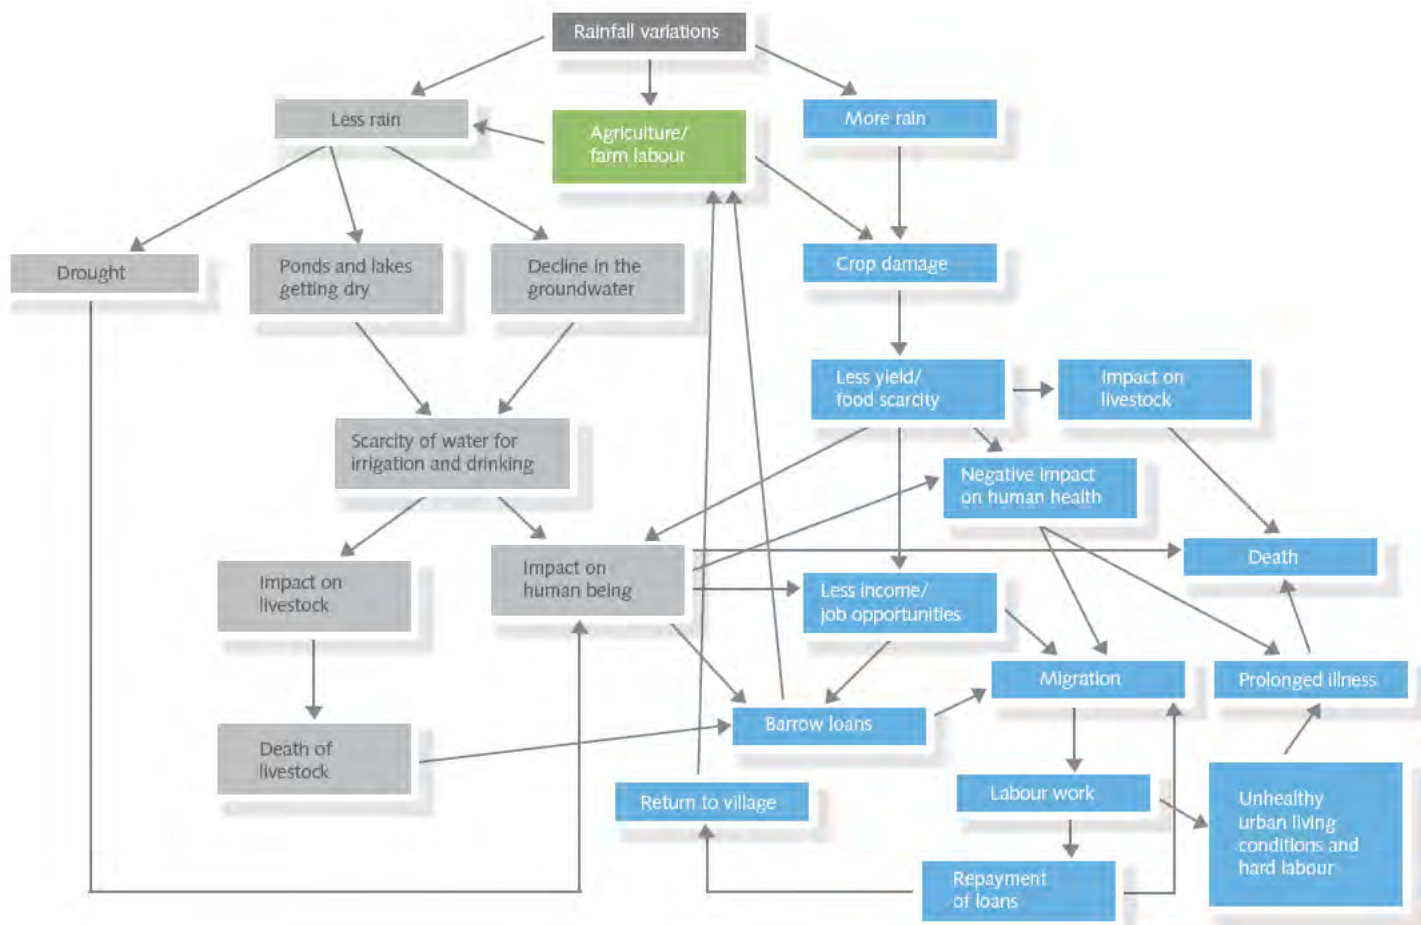 Rainfall variations
Less rain
Agriculture/
farm labour
More rain
Drought
Ponds and lakes
getting dry
Decline in the
groundwater
Crop damage
Less yield/
food scarcity
Impact on
livestock
Scarcity of water for
irrigation and drinking
Negative impact
on human health
Impact on
livestock
Impact on
human being
Less income/
job opportunities
Death
Migration
Prolonged illness
Death of
livestock
Barrow loans
Return to village
Labour work
Unhealthy
urban living
conditions and
hard labour
Repayment
of loans